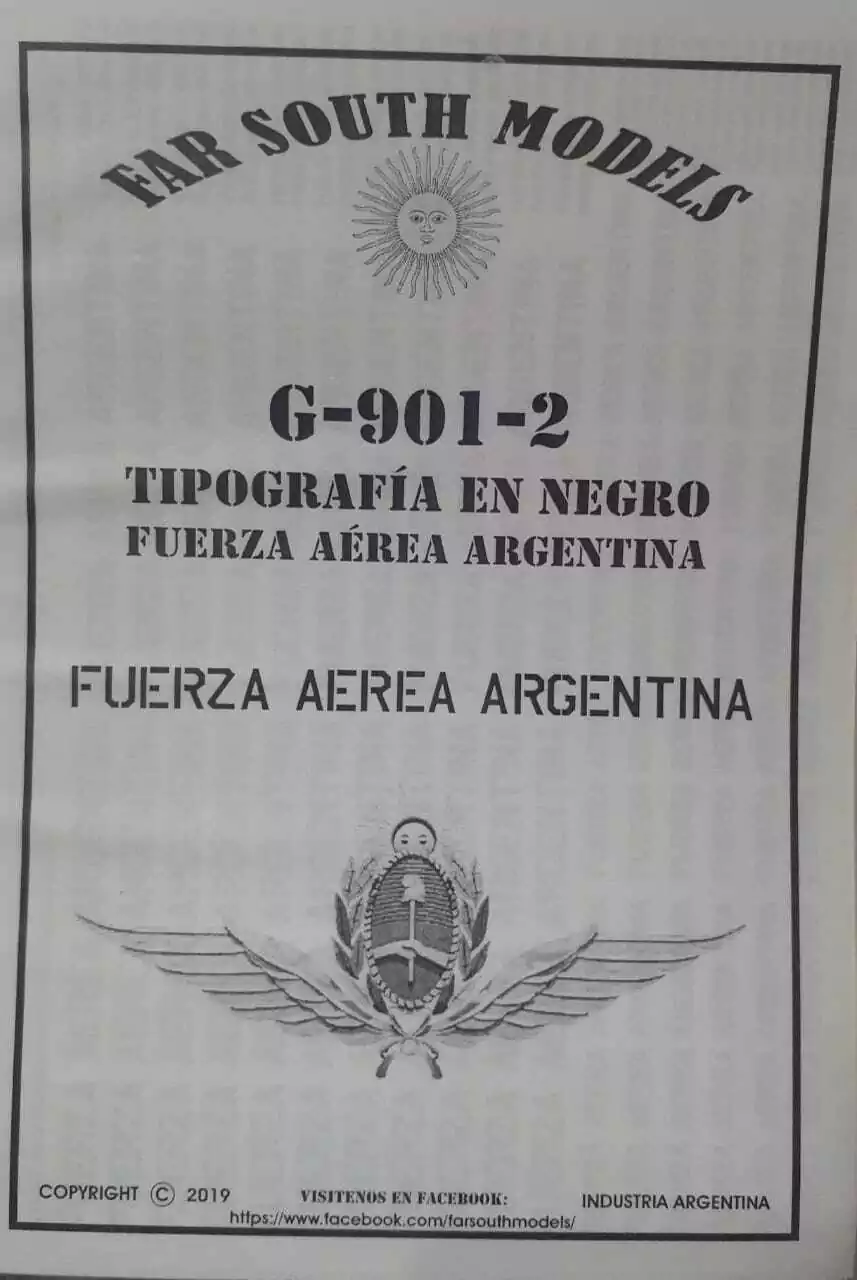 FAR SOUTH MODELS
G-901-2
TIPOGRAFÍA EN NEGRO
FUERZA AÉREA ARGENTINA
FUERZA AEREA ARGENTINA
COPYRIGHT © 2019
VISITENOS EN FACEBOOK:
https://www.facebook.com/farsouthmodels/
INDUSTRIA ARGENTINA